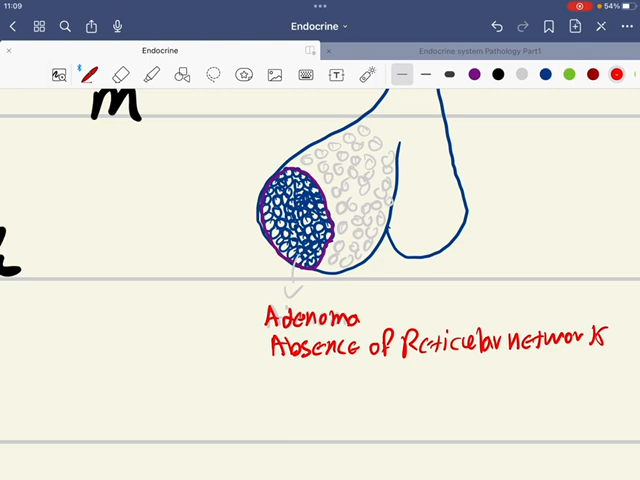 11:09
54%
Endocrine
Endocrine
Endocrine system Pathology Part1
m
Adenoma
Absence of Reticular network